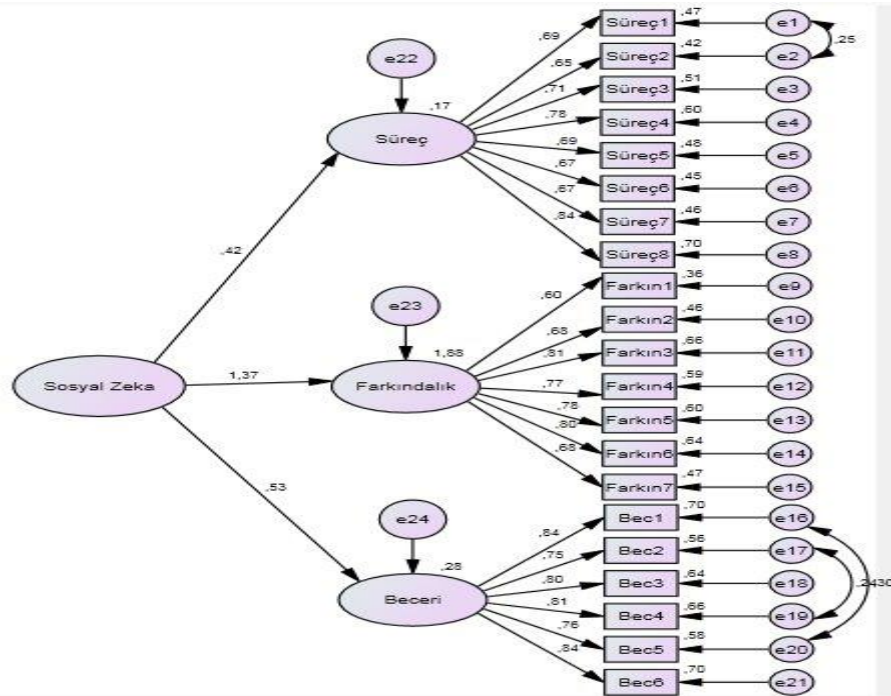 Süreç1 ,47 e1
,69
,25
Süreç2 ,42 e2
,65
e22
Süreç3 ,51 e3
,71
,17
Süreç4 ,60 e4
,78
Süreç
Süreç5 ,48 e5
,69
Süreç6 ,45 e6
,67
Süreç7 ,46 e7
,67
Süreç8 ,70 e8
,84
,42
Farkın1 ,36 e9
,60
e23
Farkın2 ,46 e10
,68
Farkın3 ,66 e11
,81
1,88
Sosyal Zeka
1,37
Farkındalık
Farkın4 ,59 e12
,77
Farkın5 ,60 e13
,78
Farkın6 ,64 e14
,80
Farkın7 ,47 e15
,68
,53
Bec1 ,70 e16
,84
e24
Bec2 ,56 e17
,75
,28
Bec3 ,64 e18
,80
,2430
Beceri
Bec4 ,66 e19
,81
Bec5 ,58 e20
,76
Bec6 ,70 e21
,84